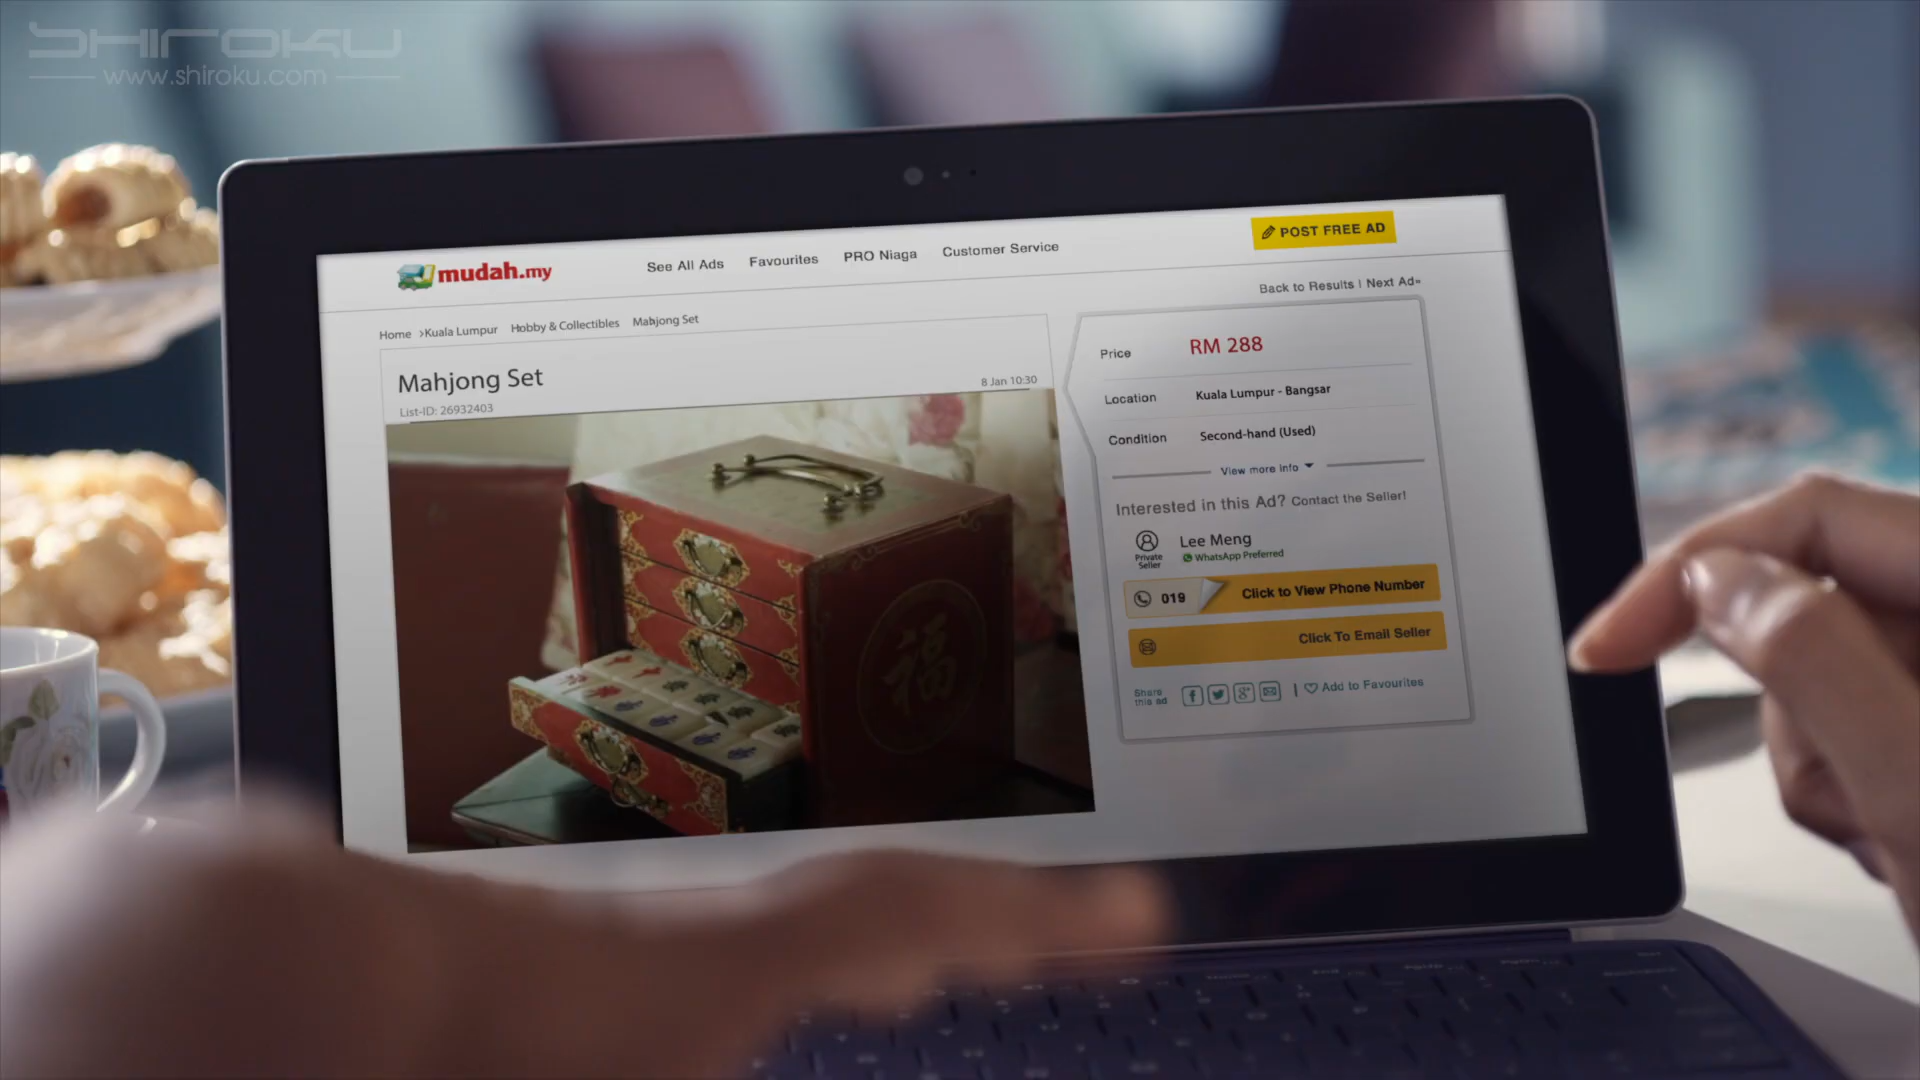 SHIROKU
www.shiroku.com
POST FREE AD
mudah.my
See All Ads Favourites PRO Niaga Customer Service
Back to Results | Next Ad»
Home >Kuala Lumpur Hobby & Collectibles Mahjong Set
Mahjong Set
8 Jan 10:30
List-ID: 26932403
Price RM 288
Location Kuala Lumpur - Bangsar
Condition Second-hand (Used)
View more info
Interested in this Ad? Contact the Seller!
Private Seller
Lee Meng
WhatsApp Preferred
019 Click to View Phone Number
Click To Email Seller
Share this ad
| Add to Favourites
福